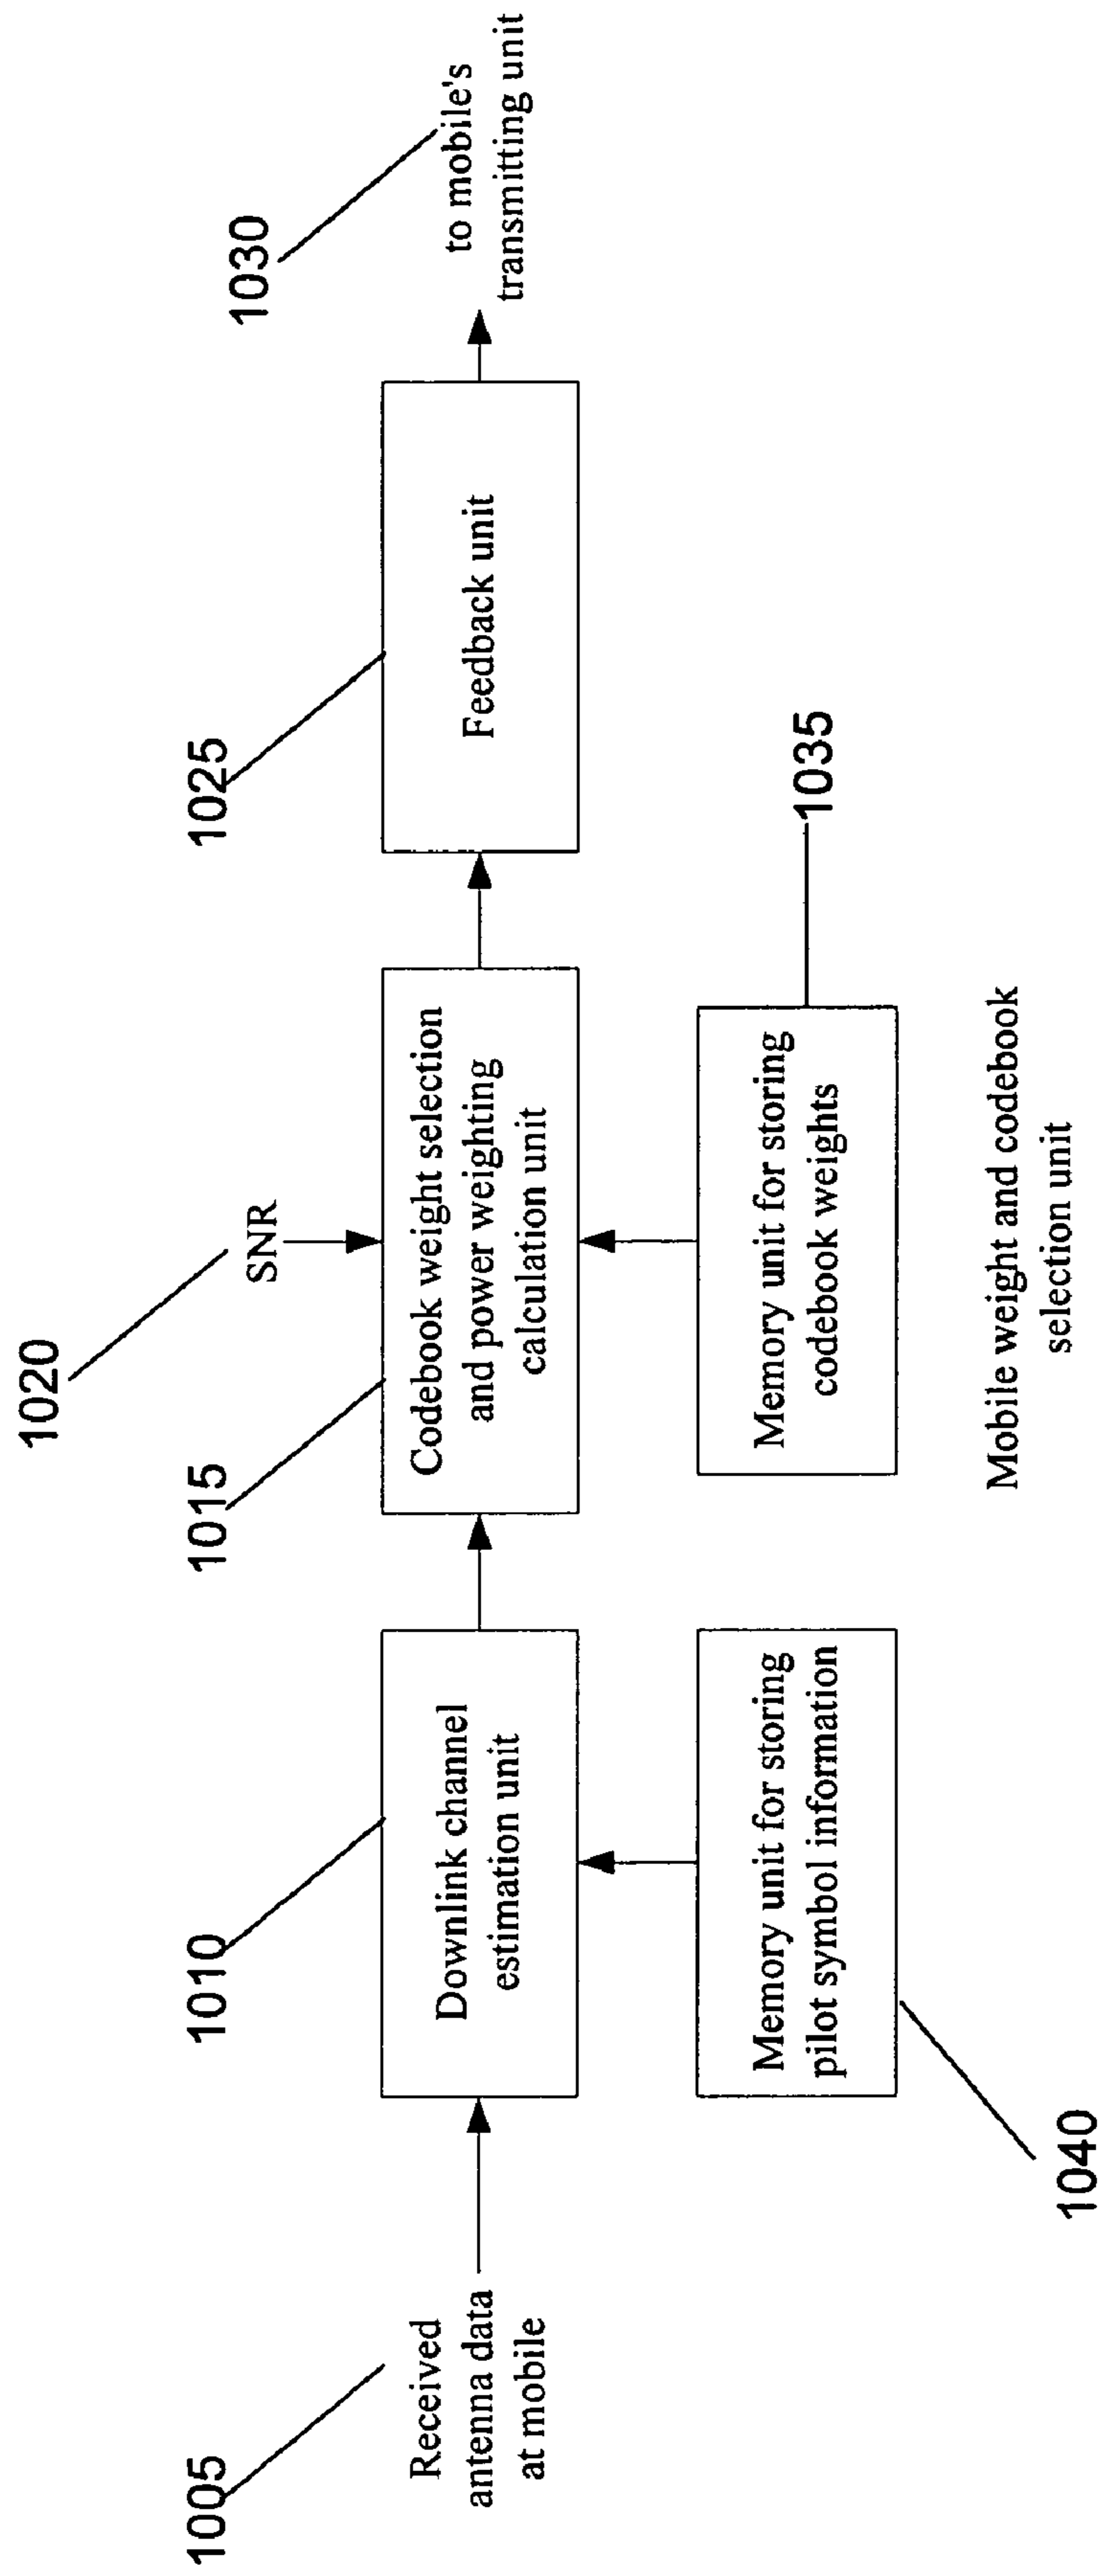 1005
Received
antenna data
at mobile
1010
Downlink channel
estimation unit
1040
Memory unit for storing
pilot symbol information
1015
Codebook weight selection
and power weighting
calculation unit
1020
SNR
1035
Memory unit for storing
codebook weights
1025
Feedback unit
1030
to mobile's
transmitting unit
Mobile weight and codebook
selection unit